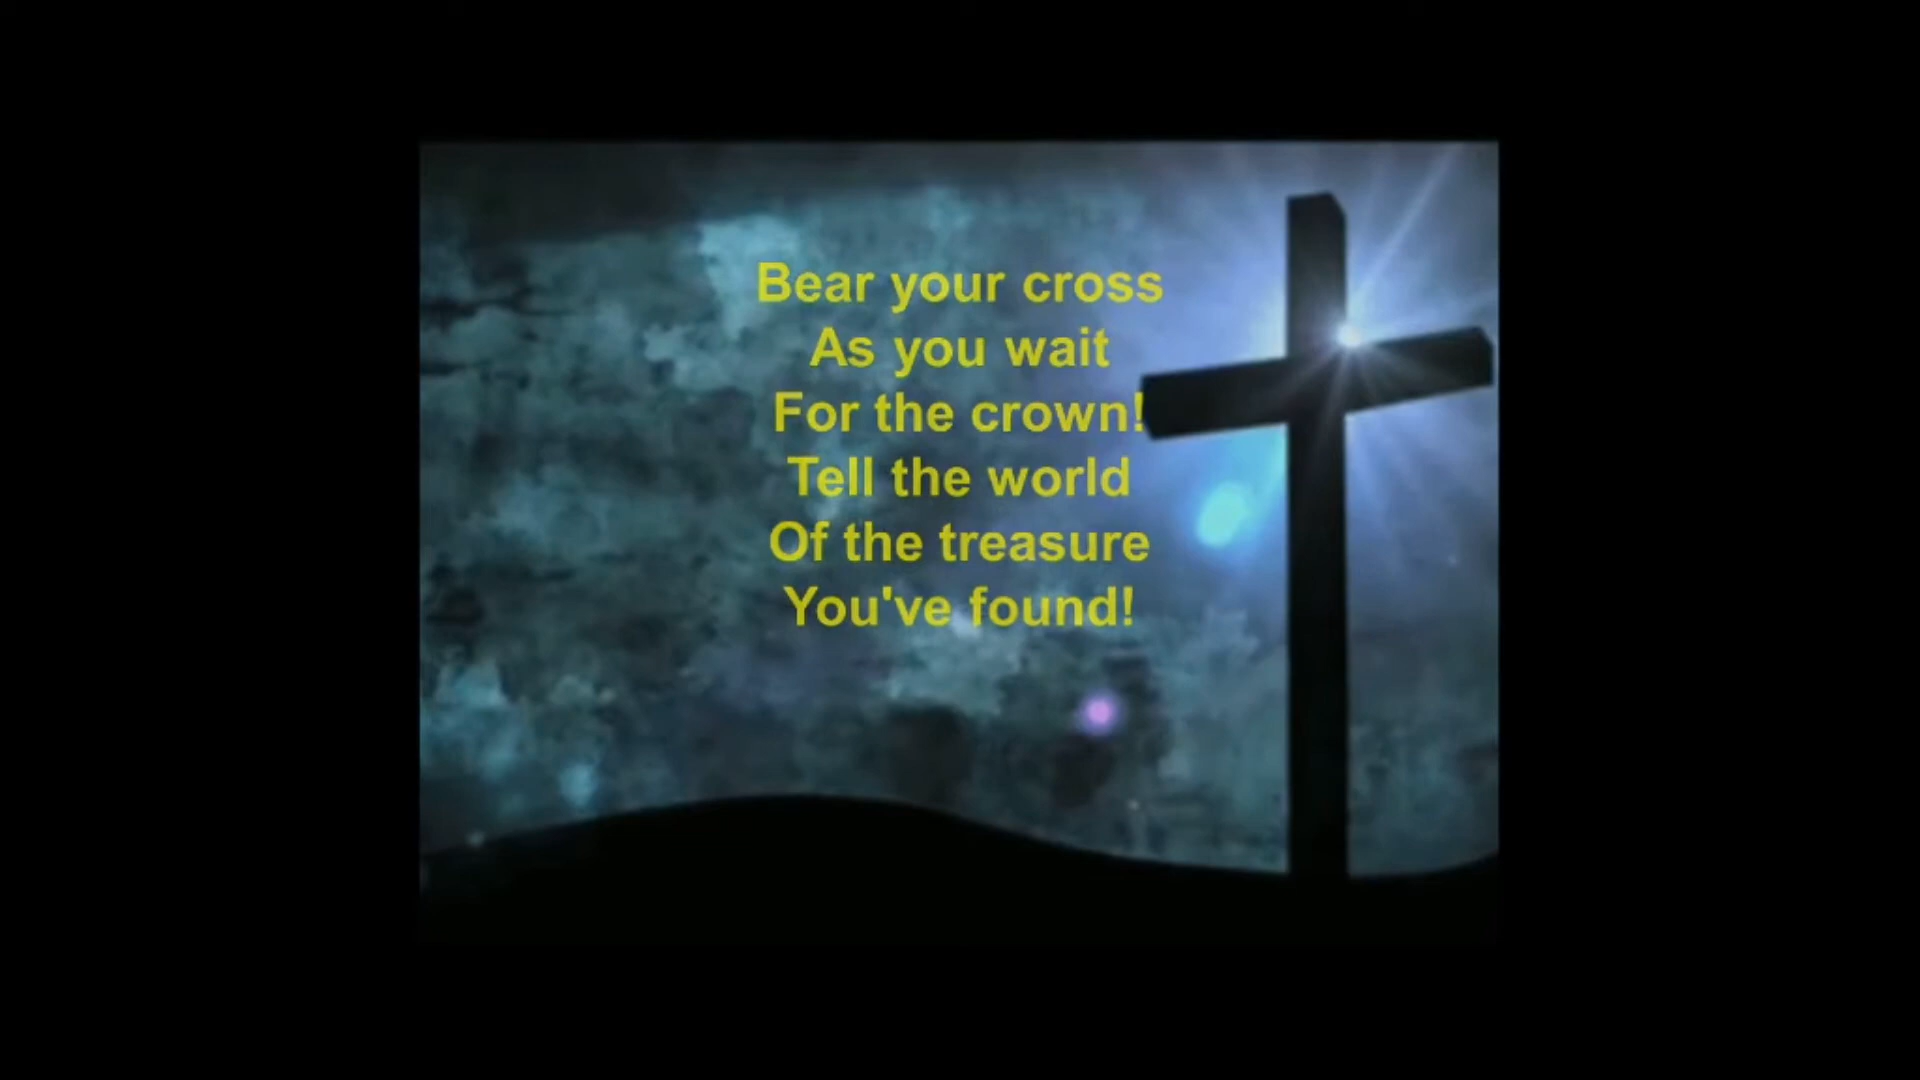 Bear your cross
As you wait
For the crown!
Tell the world
Of the treasure
You've found!